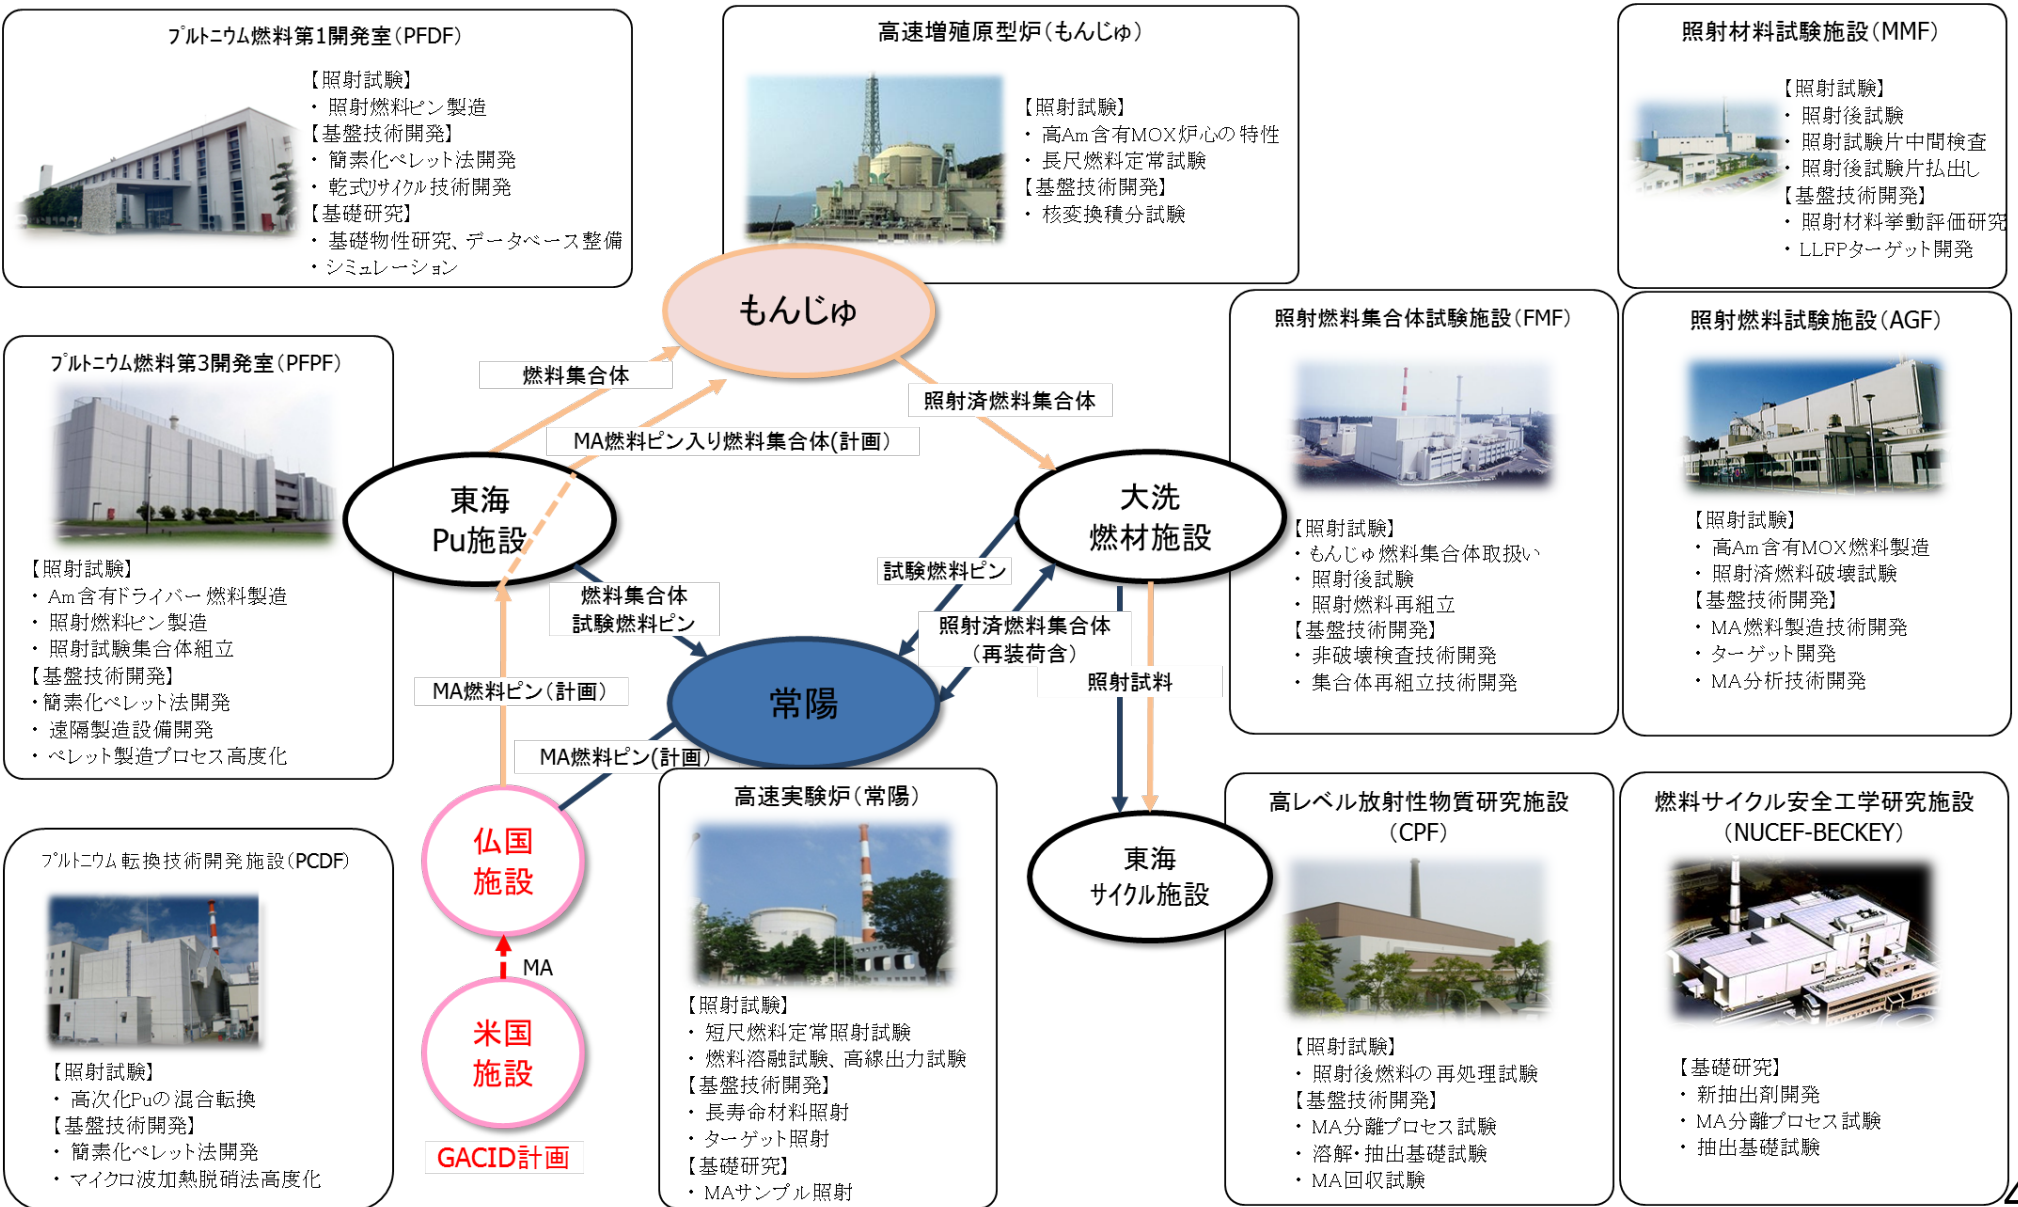 プルトニウム燃料第1開発室(PFDF)
【照射試験】
・ 照射燃料ピン製造
【基盤技術開発】
・ 簡素化ペレット法開発
・ 乾式リサイクル技術開発
【基礎研究】
・ 基礎物性研究、データベース整備
・シミュレーション
高速増殖原型炉(もんじゅ)
【照射試験】
・ 高Am含有MOX炉心の特性
・ 長尺燃料定常試験
【基盤技術開発】
・ 核変換積分試験
照射材料試験施設(MMF)
【照射試験】
・ 照射後試験
・ 照射試験片中間検査
・ 照射後試験片払出し
【基盤技術開発】
・ 照射材料挙動評価研究
・ LLFPターゲット開発
もんじゅ
燃料集合体
照射済燃料集合体
MA燃料ピン入り燃料集合体(計画)
プルトニウム燃料第3開発室(PFPF)
【照射試験】
・ Am含有ドライバー燃料製造
・ 照射燃料ピン製造
・ 照射試験集合体組立
【基盤技術開発】
・簡素化ペレット法開発
・ 遠隔製造設備開発
・ ペレット製造プロセス高度化
東海
Pu施設
大洗
燃材施設
照射燃料集合体試験施設(FMF)
【照射試験】
・もんじゅ燃料集合体取扱い
・ 照射後試験
・ 照射燃料再組立
【基盤技術開発】
・ 非破壊検査技術開発
・ 集合体再組立技術開発
照射燃料試験施設(AGF)
【照射試験】
・ 高Am含有MOX燃料製造
・ 照射済燃料破壊試験
【基盤技術開発】
・ MA燃料製造技術開発
・ ターゲット開発
・ MA分析技術開発
試験燃料ピン
燃料集合体
試験燃料ピン
照射済燃料集合体
(再装荷含)
照射試料
MA燃料ピン(計画)
常陽
MA燃料ピン(計画)
仏国
施設
MA
米国
施設
GACID計画
プルトニウム転換技術開発施設(PCDF)
【照射試験】
・ 高次化Puの混合転換
【基盤技術開発】
・ 簡素化ペレット法開発
・ マイクロ波加熱脱硝法高度化
高速実験炉(常陽)
【照射試験】
・ 短尺燃料定常照射試験
・ 燃料溶融試験、高線出力試験
【基盤技術開発】
・ 長寿命材料照射
・ ターゲット照射
【基礎研究】
・ MAサンプル照射
東海
サイクル施設
高レベル放射性物質研究施設
(CPF)
【照射試験】
・ 照射後燃料の再処理試験
【基盤技術開発】
・ MA分離プロセス試験
・ 溶解・抽出基礎試験
・ MA回収試験
燃料サイクル安全工学研究施設
(NUCEF-BECKEY)
【基礎研究】
・ 新抽出剤開発
・ MA分離プロセス試験
・ 抽出基礎試験
4